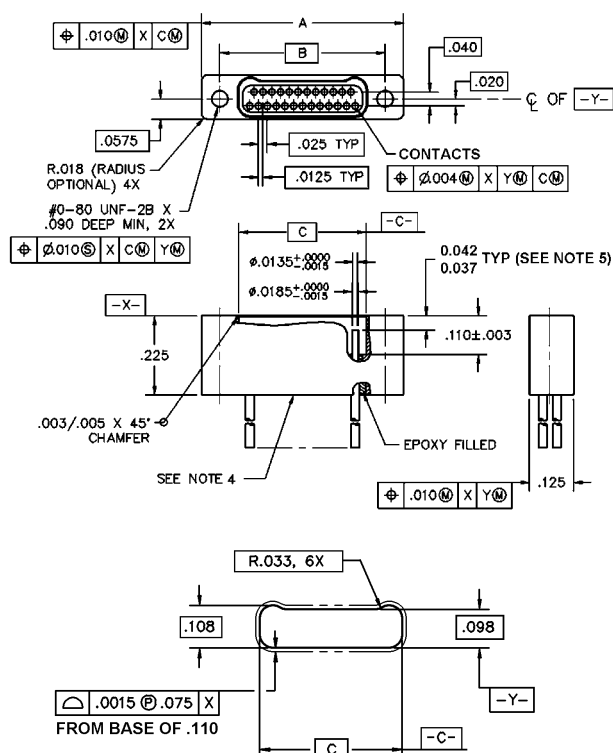 A
⌖ .010Ⓜ X CⓂ
B
.040
.020
℄ OF -Y-
.0575
.025 TYP
CONTACTS
R.018 (RADIUS
OPTIONAL) 4X
.0125 TYP
⌖ Ø.004Ⓜ X YⓂ CⓂ
#0-80 UNF-2B X
.090 DEEP MIN, 2X
⌖ Ø.010Ⓢ X CⓂ YⓂ
C
-C-
Ø.0135+.0000
-.0015
0.042
0.037 TYP (SEE NOTE 5)
Ø.0185+.0000
-.0015
-X-
.110±.003
.225
.003/.005 X 45°
CHAMFER
EPOXY FILLED
SEE NOTE 4
⌖ .010Ⓜ X YⓂ
.125
R.033, 6X
.108
.098
⌓ .0015 Ⓟ .075 X
FROM BASE OF .110
-Y-
C
-C-